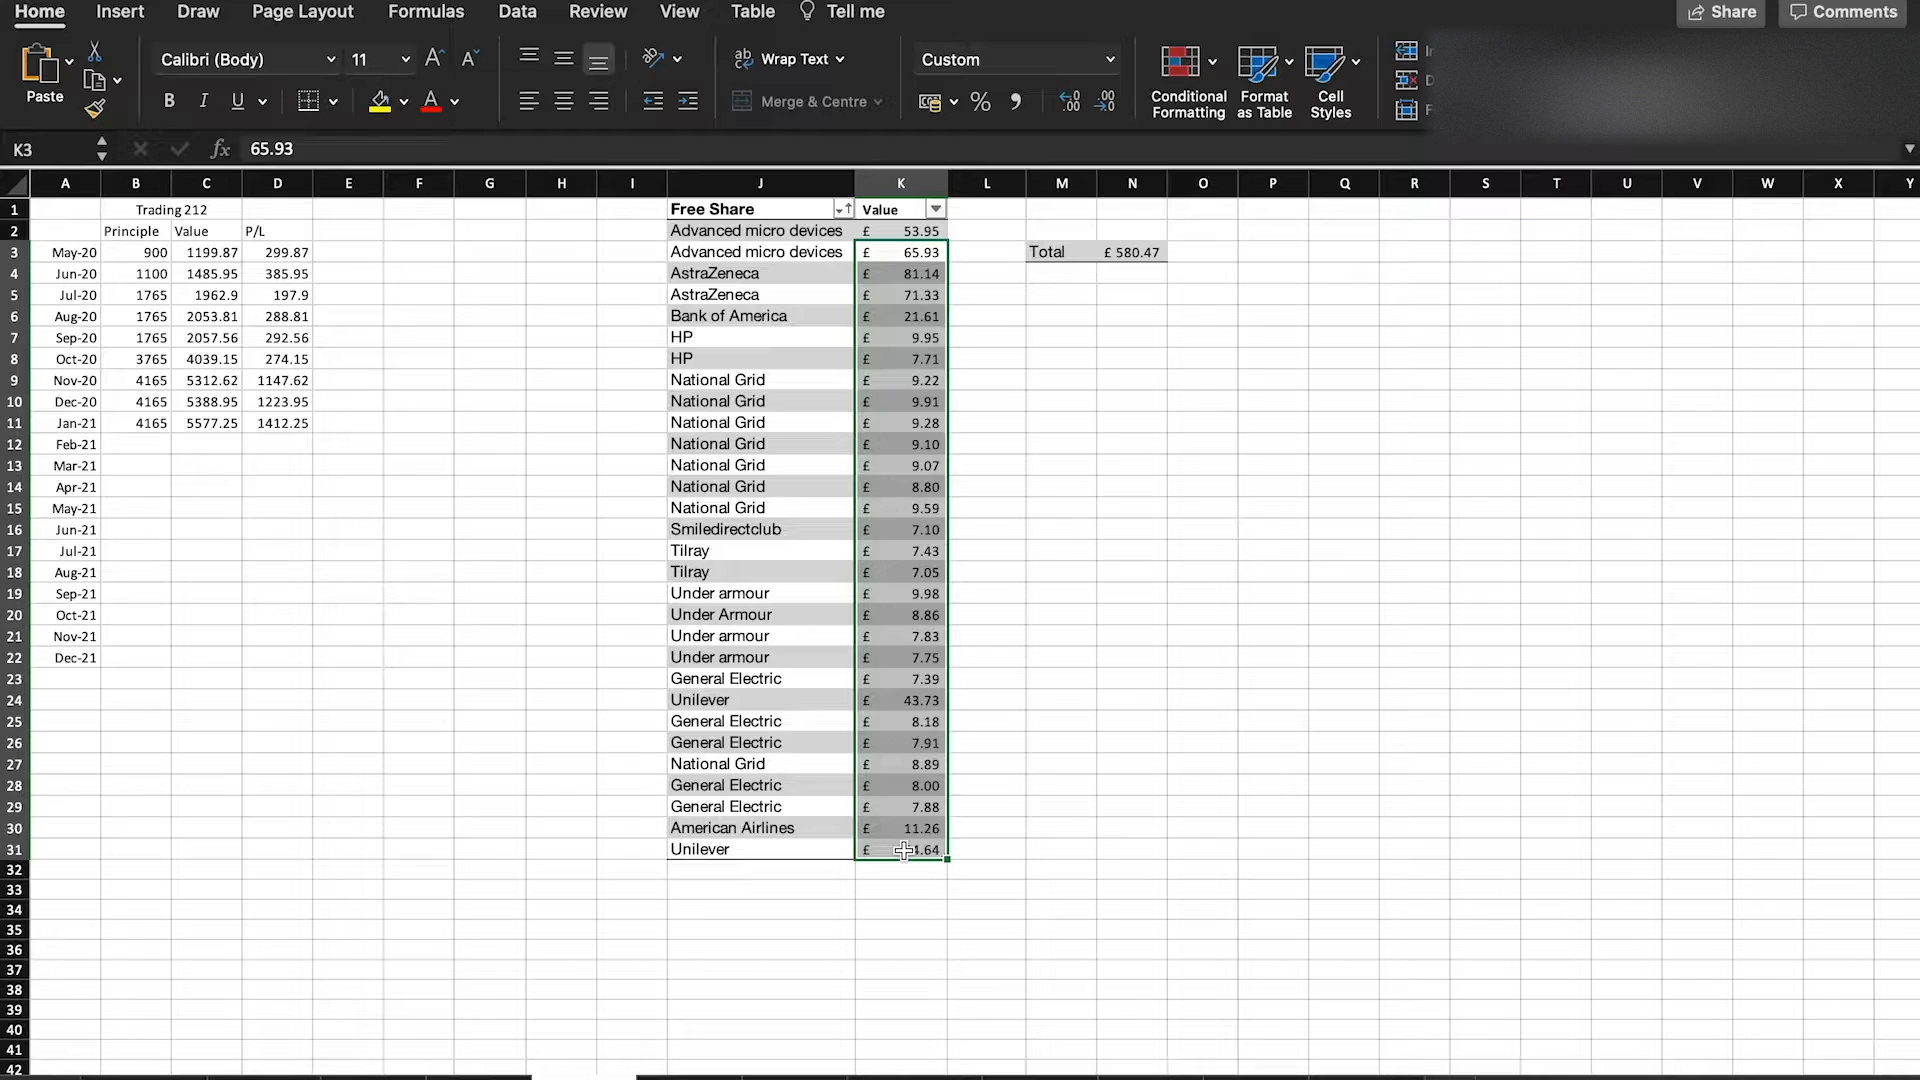 Home Insert Draw Page Layout Formulas Data Review View Table Tell me Share Comments
Paste Calibri (Body) 11 Wrap Text Custom
B I U A Merge & Centre % Conditional Formatting Format as Table Cell Styles
K3 fx 65.93
A B C D E F G H I J K L M N O P Q R S T U V W X Y
1 Trading 212 Free Share Value
2 Principle Value P/L Advanced micro devices £ 53.95
3 May-20 900 1199.87 299.87 Advanced micro devices £ 65.93 Total £ 580.47
4 Jun-20 1100 1485.95 385.95 AstraZeneca £ 81.14
5 Jul-20 1765 1962.9 197.9 AstraZeneca £ 71.33
6 Aug-20 1765 2053.81 288.81 Bank of America £ 21.61
7 Sep-20 1765 2057.56 292.56 HP £ 9.95
8 Oct-20 3765 4039.15 274.15 HP £ 7.71
9 Nov-20 4165 5312.62 1147.62 National Grid £ 9.22
10 Dec-20 4165 5388.95 1223.95 National Grid £ 9.91
11 Jan-21 4165 5577.25 1412.25 National Grid £ 9.28
12 Feb-21 National Grid £ 9.10
13 Mar-21 National Grid £ 9.07
14 Apr-21 National Grid £ 8.80
15 May-21 National Grid £ 9.59
16 Jun-21 Smiledirectclub £ 7.10
17 Jul-21 Tilray £ 7.43
18 Aug-21 Tilray £ 7.05
19 Sep-21 Under armour £ 9.98
20 Oct-21 Under Armour £ 8.86
21 Nov-21 Under armour £ 7.83
22 Dec-21 Under armour £ 7.75
23 General Electric £ 7.39
24 Unilever £ 43.73
25 General Electric £ 8.18
26 General Electric £ 7.91
27 National Grid £ 8.89
28 General Electric £ 8.00
29 General Electric £ 7.88
30 American Airlines £ 11.26
31 Unilever £
32
33
34
35
36
37
38
39
40
41
42